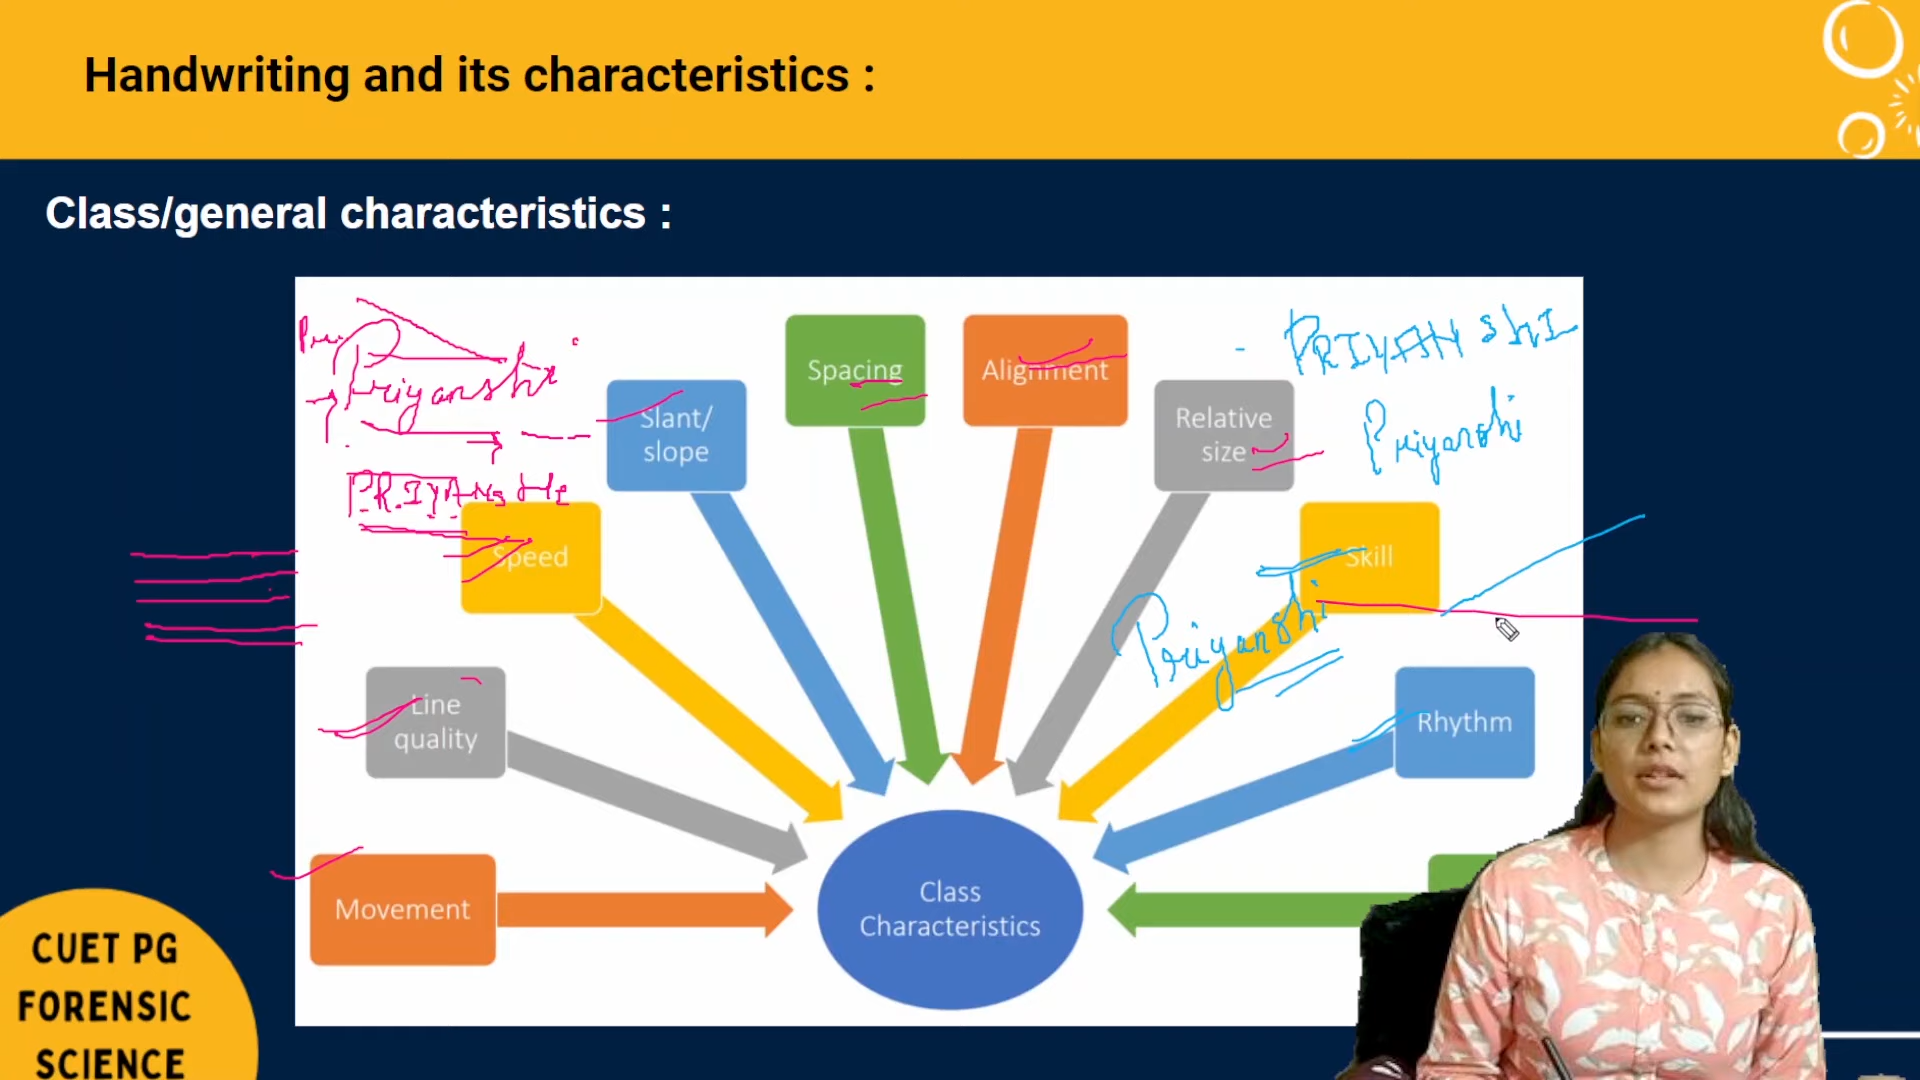 Handwriting and its characteristics :
Class/general characteristics :
Pri
Priyanshi
PRIYANSHI
PRIYANShI
Priyanshi
Priyanshi
Spacing
Alignment
Slant/
slope
Relative
size
Speed
Skill
Line
quality
Rhythm
Movement
Class
Characteristics
CUET PG
FORENSIC
SCIENCE